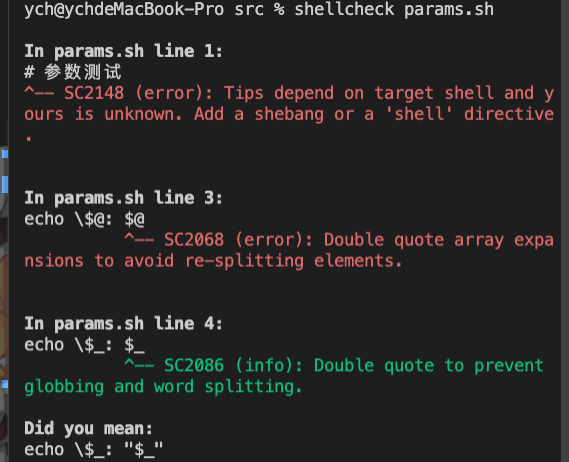 ych@ychdeMacBook-Pro src % shellcheck params.sh
In params.sh line 1:
# 参数测试
^-- SC2148 (error): Tips depend on target shell and y
ours is unknown. Add a shebang or a 'shell' directive
.
In params.sh line 3:
echo \$@: $@
^-- SC2068 (error): Double quote array expa
nsions to avoid re-splitting elements.
In params.sh line 4:
echo \$_: $_
^-- SC2086 (info): Double quote to prevent
globbing and word splitting.
Did you mean:
echo \$_: "$_"